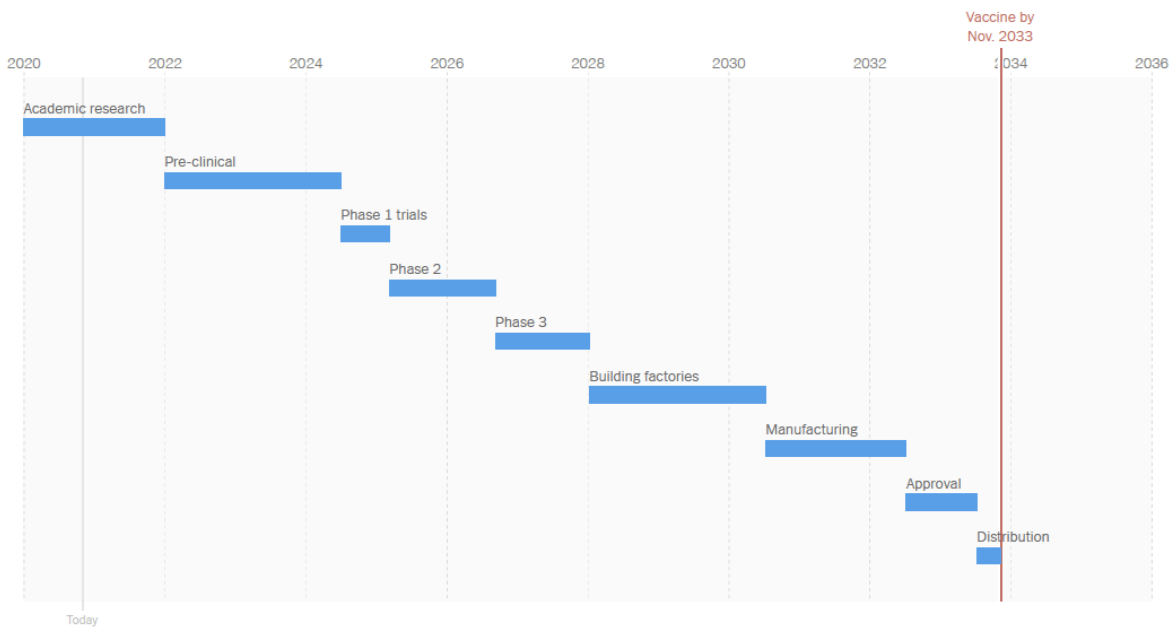 Vaccine by
Nov. 2033
2020 2022 2024 2026 2028 2030 2032 2034 2036
Academic research
Pre-clinical
Phase 1 trials
Phase 2
Phase 3
Building factories
Manufacturing
Approval
Distribution
Today